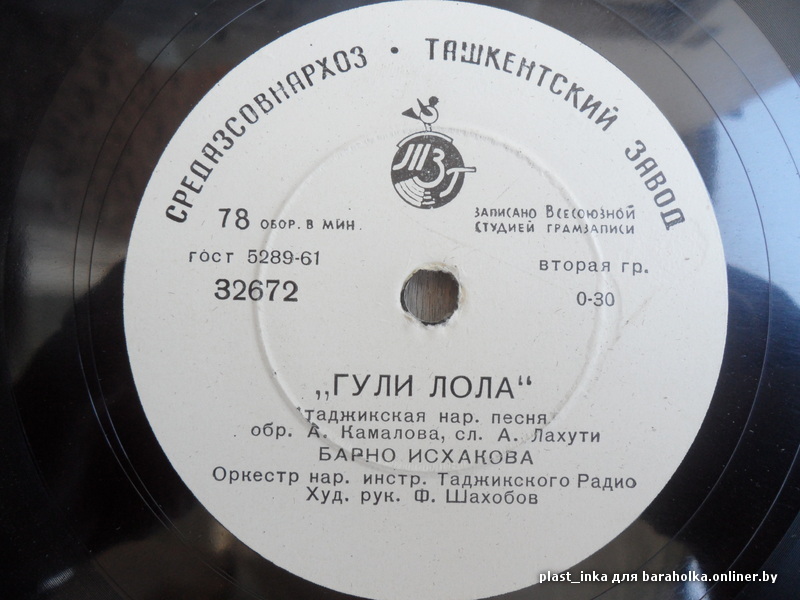 СРЕДАЗСОВНАРХОЗ • ТАШКЕНТСКИЙ ЗАВОД
ТЗГ
78 ОБОР. В МИН.
ЗАПИСАНО ВСЕСОЮЗНОЙ
СТУДИЕЙ ГРАМЗАПИСИ
ГОСТ 5289-61
вторая гр.
32672
0-30
„ГУЛИ ЛОЛА“
таджикская нар. песня
обр. А. Камалова, сл. А. Лахути
БАРНО ИСХАКОВА
Оркестр нар. инстр. Таджикского Радио
Худ. рук. Ф. Шахобов
plast_inka для baraholka.onliner.by